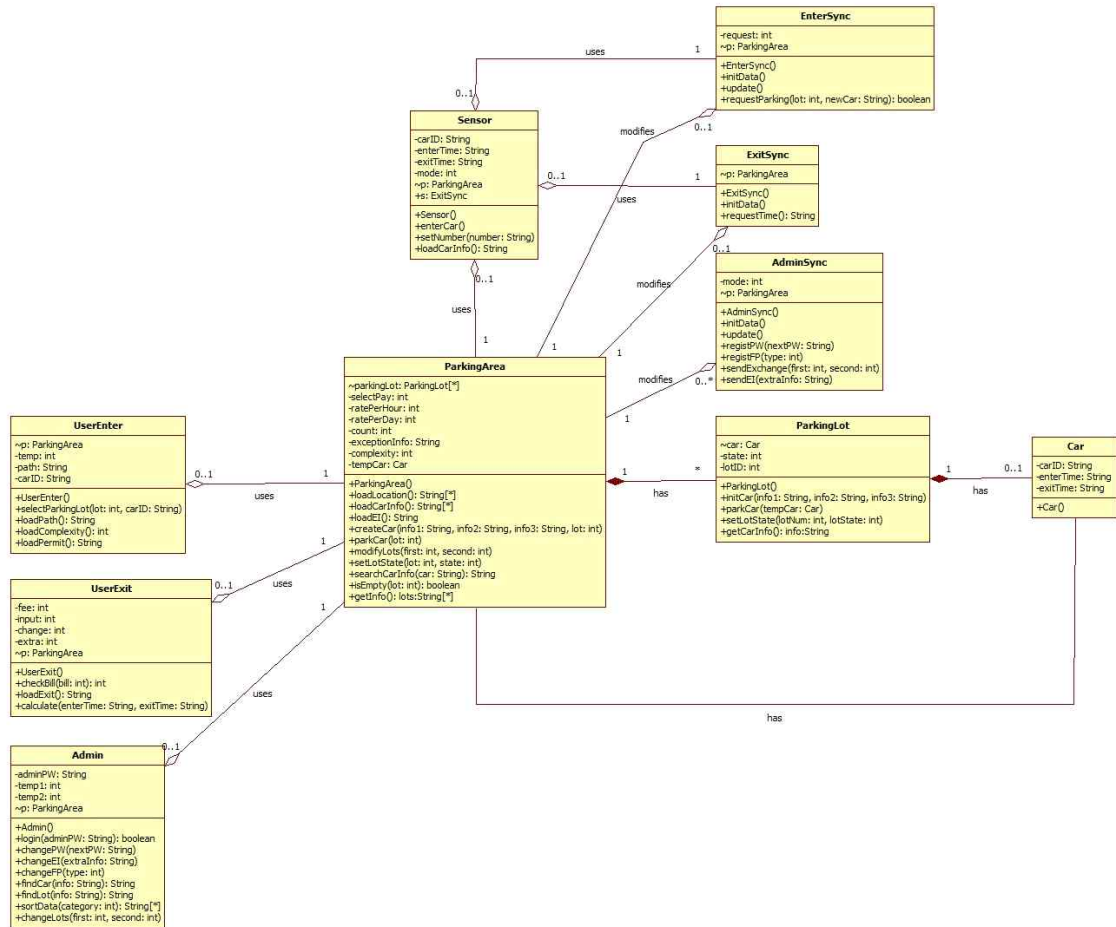 EnterSync
-request: int
~p: ParkingArea
+EnterSync()
+initData()
+update()
+requestParking(lot: int, newCar: String): boolean
uses
1
0..1
Sensor
-carID: String
-enterTime: String
-exitTime: String
-mode: int
~p: ParkingArea
+s: ExitSync
+Sensor()
+enterCar()
+setNumber(number: String)
+loadCarInfo(): String
modifies
0..1
ExitSync
~p: ParkingArea
+ExitSync()
+initData()
+requestTime(): String
0..1
1
uses
0..1
modifies
0..1
uses
1
1
1
AdminSync
-mode: int
~p: ParkingArea
+AdminSync()
+initData()
+update()
+registPW(nextPW: String)
+registFP(type: int)
+sendExchange(first: int, second: int)
+sendEI(extraInfo: String)
modifies
0..*
1
ParkingArea
~parkingLot: ParkingLot[*]
-selectPay: int
-ratePerHour: int
-ratePerDay: int
-count: int
-exceptionInfo: String
-complexity: int
-tempCar: Car
+ParkingArea()
+loadLocation(): String[*]
+loadCarInfo(): String[*]
+loadEI(): String
+createCar(info1: String, info2: String, info3: String, lot: int)
+parkCar(lot: int)
+modifyLots(first: int, second: int)
+setLotState(lot: int, state: int)
+searchCarInfo(car: String): String
+isEmpty(lot: int): boolean
+getInfo(): lots:String[*]
UserEnter
~p: ParkingArea
-temp: int
-path: String
-carID: String
+UserEnter()
+selectParkingLot(lot: int, carID: String)
+loadPath(): String
+loadComplexity(): int
+loadPermit(): String
0..1
1
uses
ParkingLot
~car: Car
-state: int
-lotID: int
+ParkingLot()
+initCar(info1: String, info2: String, info3: String)
+parkCar(tempCar: Car)
+setLotState(lotNum: int, lotState: int)
+getCarInfo(): info:String
1
*
has
Car
-carID: String
-enterTime: String
-exitTime: String
+Car()
1
0..1
has
UserExit
-fee: int
-input: int
-change: int
-extra: int
~p: ParkingArea
+UserExit()
+checkBill(bill: int): int
+loadExit(): String
+calculate(enterTime: String, exitTime: String)
0..1
1
uses
has
Admin
-adminPW: String
-temp1: int
-temp2: int
~p: ParkingArea
+Admin()
+login(adminPW: String): boolean
+changePW(nextPW: String)
+changeEI(extraInfo: String)
+changeFP(type: int)
+findCar(info: String): String
+findLot(info: String): String
+sortData(category: int): String[*]
+changeLots(first: int, second: int)
0..1
1
uses